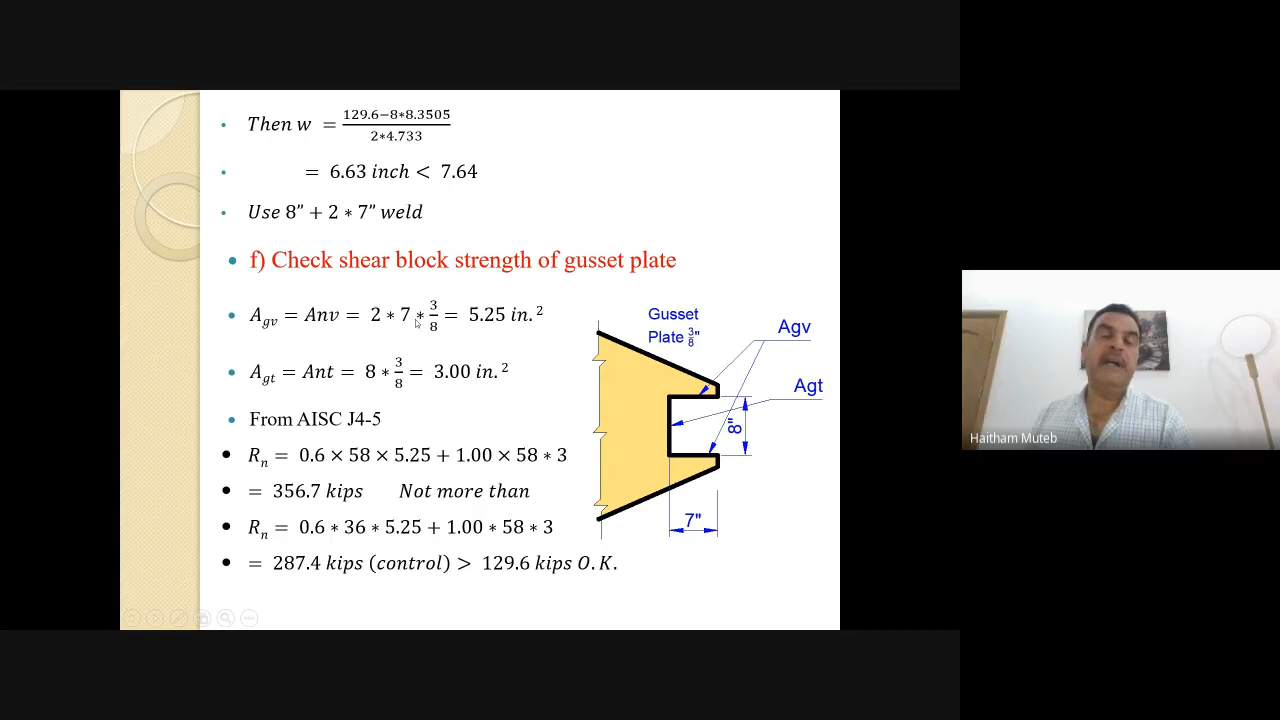 Then w = (129.6−8*8.3505)/(2*4.733)
= 6.63 inch < 7.64
Use 8” + 2 * 7” weld
f) Check shear block strength of gusset plate
A_gv = Anv = 2 * 7 * 3/8 = 5.25 in.²
A_gt = Ant = 8 * 3/8 = 3.00 in.²
From AISC J4-5
R_n = 0.6 × 58 × 5.25 + 1.00 × 58 * 3
= 356.7 kips Not more than
R_n = 0.6 * 36 * 5.25 + 1.00 * 58 * 3
= 287.4 kips (control) > 129.6 kips O.K.
Gusset
Plate 3/8"
Agv
Agt
8"
7"
Haitham Muteb